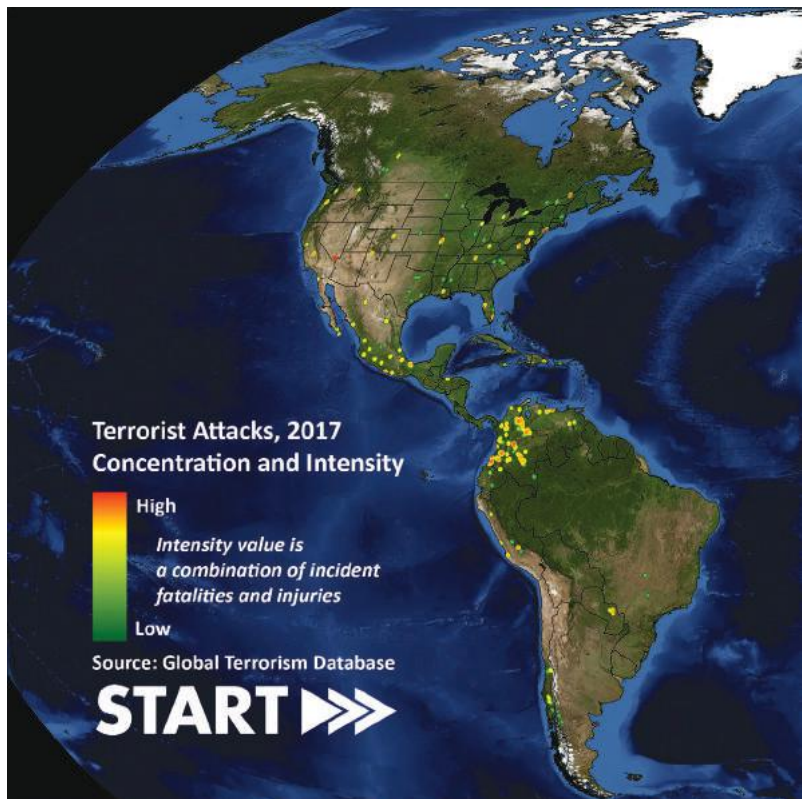 Terrorist Attacks, 2017
Concentration and Intensity
High
Intensity value is
a combination of incident
fatalities and injuries
Low
Source: Global Terrorism Database
START